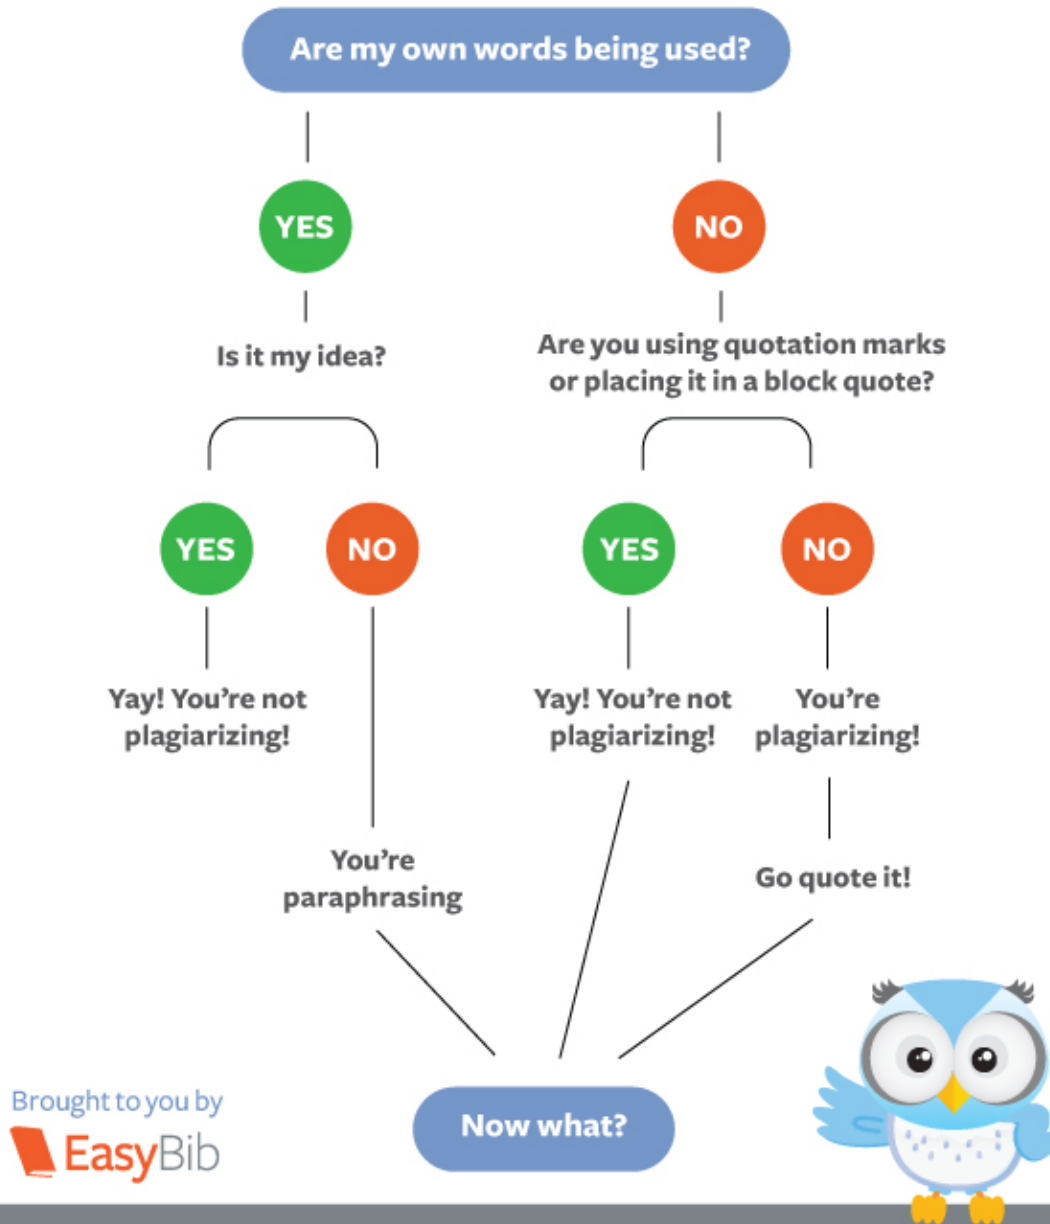 Are my own words being used?
YES
NO
Is it my idea?
Are you using quotation marks
or placing it in a block quote?
YES
NO
YES
NO
Yay! You're not
plagiarizing!
Yay! You're not
plagiarizing!
You're
plagiarizing!
You're
paraphrasing
Go quote it!
Now what?
Brought to you by
EasyBib